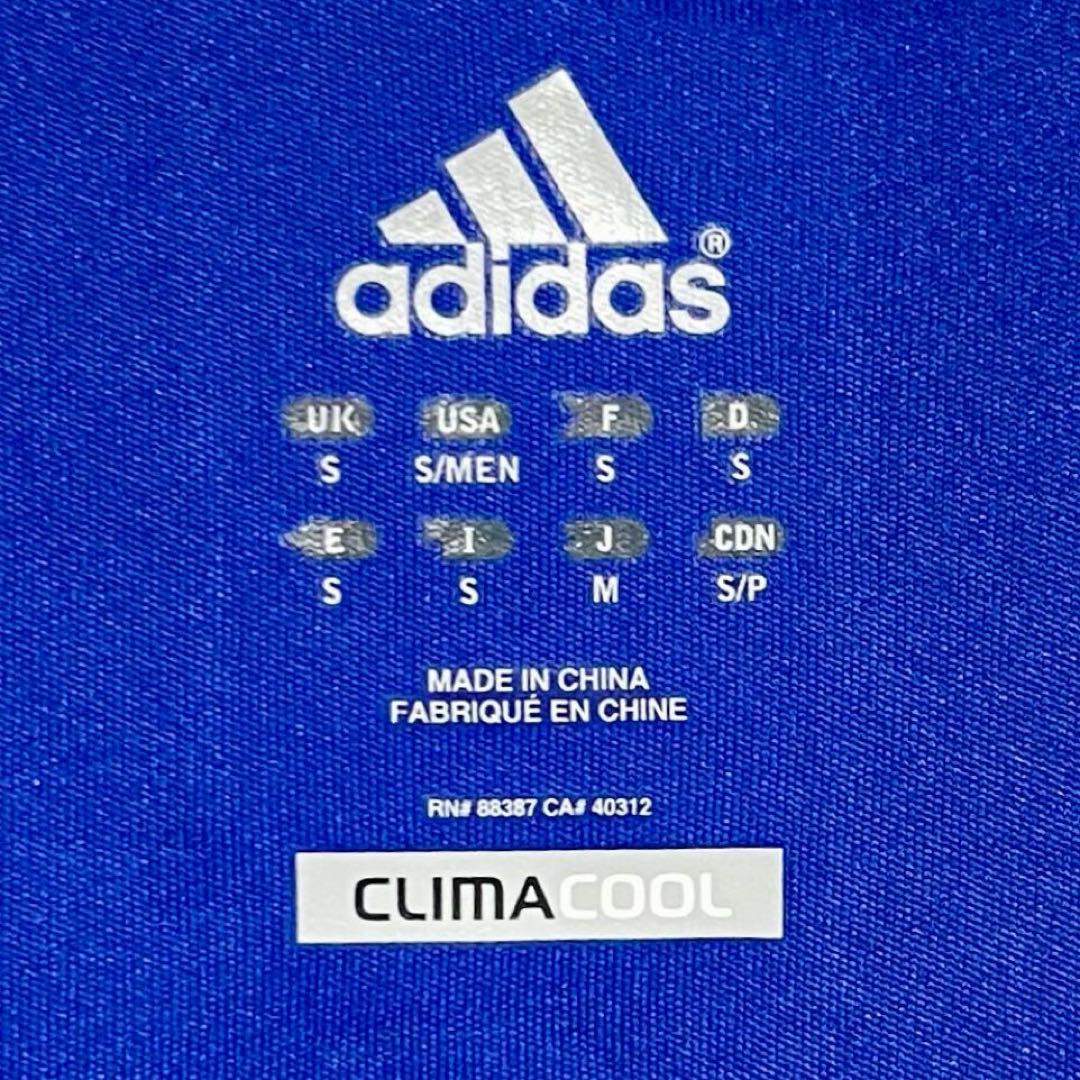 adidas®
UK USA F D
S S/MEN S S
E I J CDN
S S M S/P
MADE IN CHINA
FABRIQUÉ EN CHINE
RN# 88387 CA# 40312
CLIMACOOL